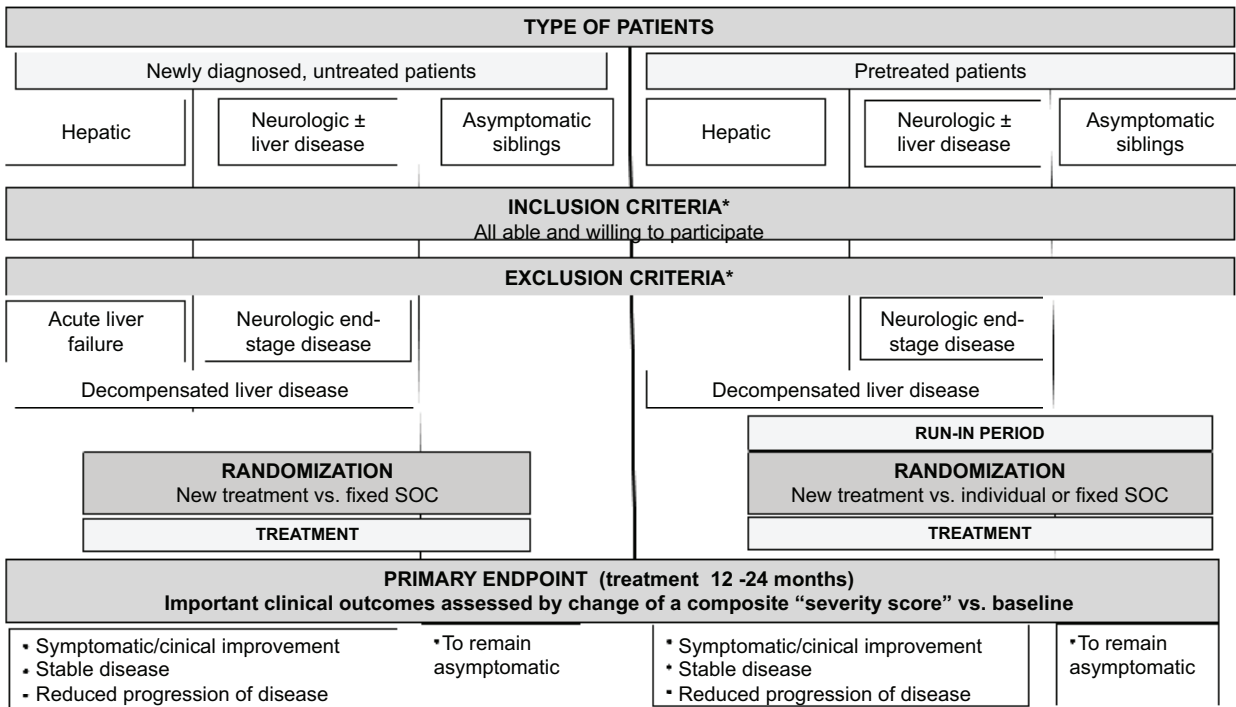 TYPE OF PATIENTS
Newly diagnosed, untreated patients
Pretreated patients
Hepatic
Neurologic ±
liver disease
Asymptomatic
siblings
Hepatic
Neurologic ±
liver disease
Asymptomatic
siblings
INCLUSION CRITERIA*
All able and willing to participate
EXCLUSION CRITERIA*
Acute liver
failure
Neurologic end-
stage disease
Neurologic end-
stage disease
Decompensated liver disease
Decompensated liver disease
RUN-IN PERIOD
RANDOMIZATION
New treatment vs. fixed SOC
RANDOMIZATION
New treatment vs. individual or fixed SOC
TREATMENT
TREATMENT
PRIMARY ENDPOINT (treatment 12 -24 months)
Important clinical outcomes assessed by change of a composite “severity score” vs. baseline
• Symptomatic/cinical improvement
• Stable disease
• Reduced progression of disease
• To remain
asymptomatic
• Symptomatic/cinical improvement
• Stable disease
• Reduced progression of disease
• To remain
asymptomatic